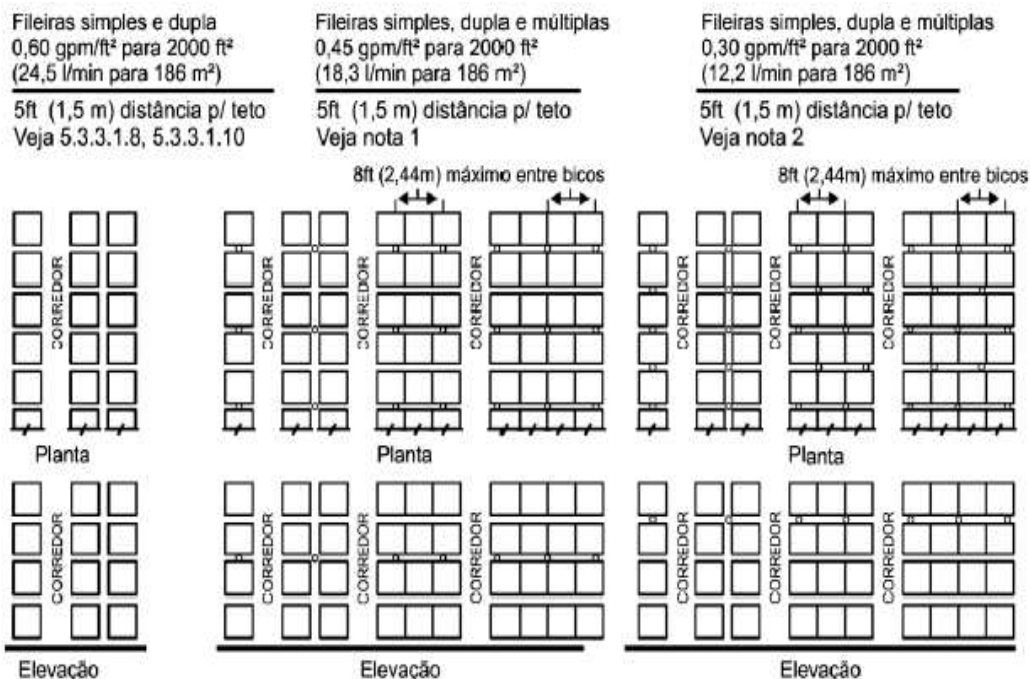 Fileiras simples e dupla
0,60 gpm/ft² para 2000 ft²
(24,5 l/min para 186 m²)
5ft (1,5 m) distância p/ teto
Veja 5.3.3.1.8, 5.3.3.1.10
Fileiras simples, dupla e múltiplas
0,45 gpm/ft² para 2000 ft²
(18,3 l/min para 186 m²)
5ft (1,5 m) distância p/ teto
Veja nota 1
Fileiras simples, dupla e múltiplas
0,30 gpm/ft² para 2000 ft²
(12,2 l/min para 186 m²)
5ft (1,5 m) distância p/ teto
Veja nota 2
8ft (2,44m) máximo entre bicos
8ft (2,44m) máximo entre bicos
CORREDOR
CORREDOR
CORREDOR
CORREDOR
CORREDOR
CORREDOR
CORREDOR
Planta
Planta
Planta
CORREDOR
CORREDOR
CORREDOR
CORREDOR
CORREDOR
CORREDOR
CORREDOR
Elevação
Elevação
Elevação